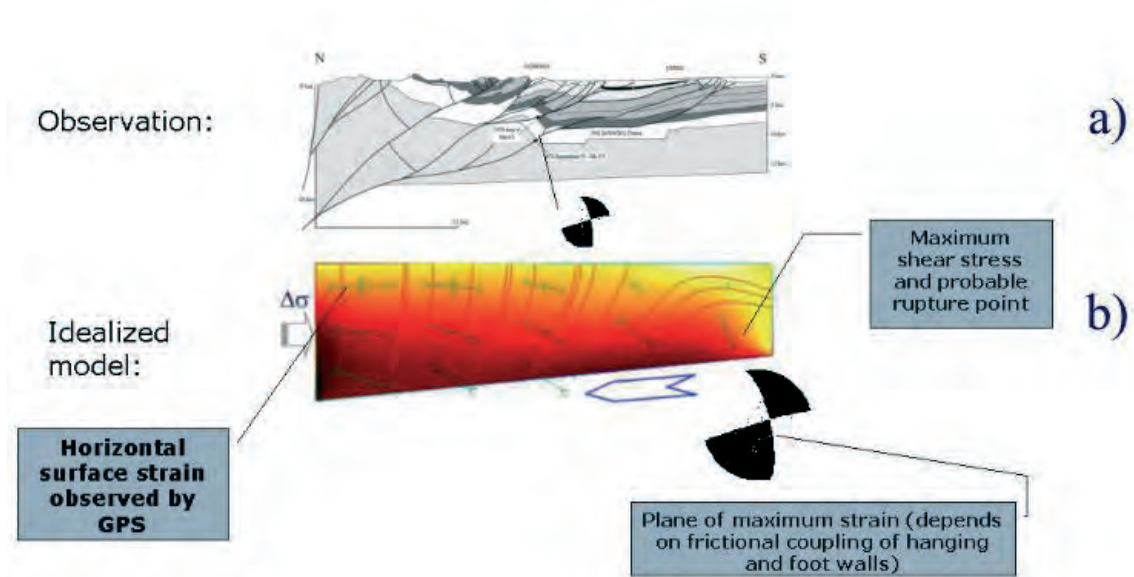 N
S
Observation:
a)
Maximum
shear stress
and probable
rupture point
Δσ
b)
Idealized
model:
Horizontal
surface strain
observed by
GPS
Plane of maximum strain (depends
on frictional coupling of hanging
and foot walls)